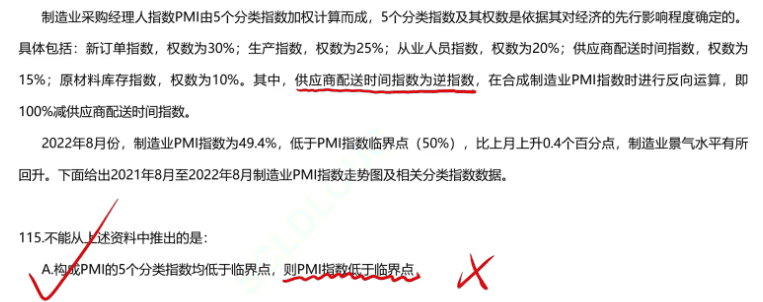 制造业采购经理人指数PMI由5个分类指数加权计算而成，5个分类指数及其权数是依据其对经济的先行影响程度确定的。
具体包括：新订单指数，权数为30%；生产指数，权数为25%；从业人员指数，权数为20%；供应商配送时间指数，权数为
15%；原材料库存指数，权数为10%。其中，供应商配送时间指数为逆指数，在合成制造业PMI指数时进行反向运算，即
100%减供应商配送时间指数。
2022年8月份，制造业PMI指数为49.4%，低于PMI指数临界点（50%），比上月上升0.4个百分点，制造业景气水平有所
回升。下面给出2021年8月至2022年8月制造业PMI指数走势图及相关分类指数数据。
115.不能从上述资料中推出的是：
A.构成PMI的5个分类指数均低于临界点，则PMI指数低于临界点